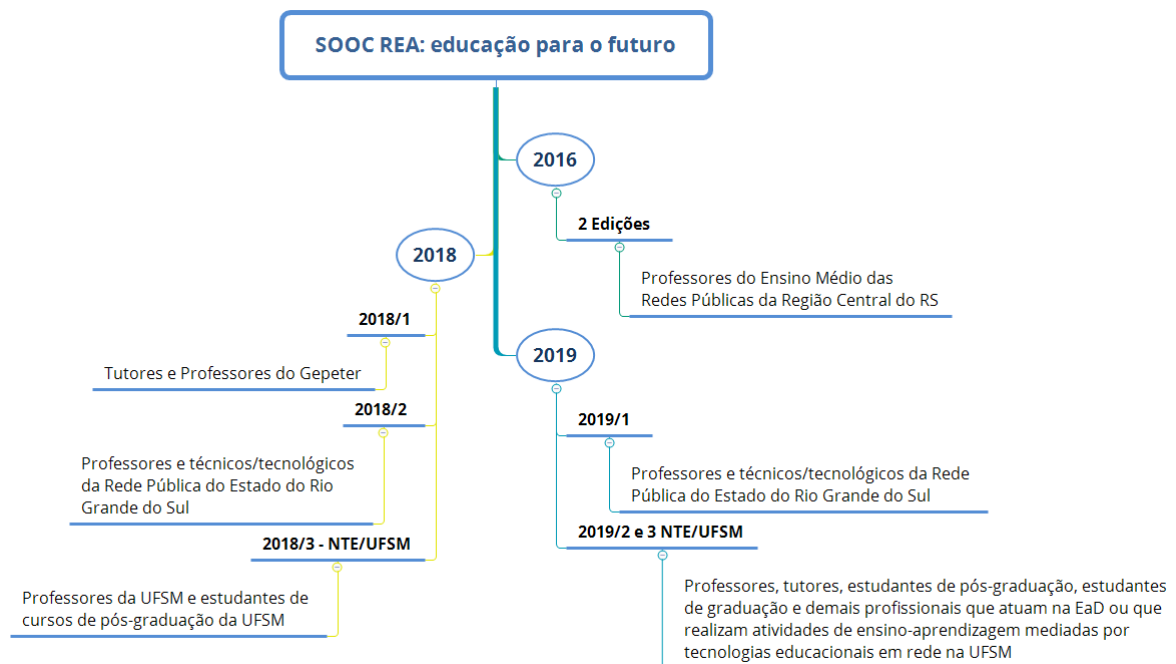 SOOC REA: educação para o futuro
2016
2 Edições
Professores do Ensino Médio das
Redes Públicas da Região Central do RS
2018
2018/1
Tutores e Professores do Gepeter
2018/2
Professores e técnicos/tecnológicos
da Rede Pública do Estado do Rio
Grande do Sul
2018/3 - NTE/UFSM
Professores da UFSM e estudantes de
cursos de pós-graduação da UFSM
2019
2019/1
Professores e técnicos/tecnológicos da Rede
Pública do Estado do Rio Grande do Sul
2019/2 e 3 NTE/UFSM
Professores, tutores, estudantes de pós-graduação, estudantes
de graduação e demais profissionais que atuam na EaD ou que
realizam atividades de ensino-aprendizagem mediadas por
tecnologias educacionais em rede na UFSM